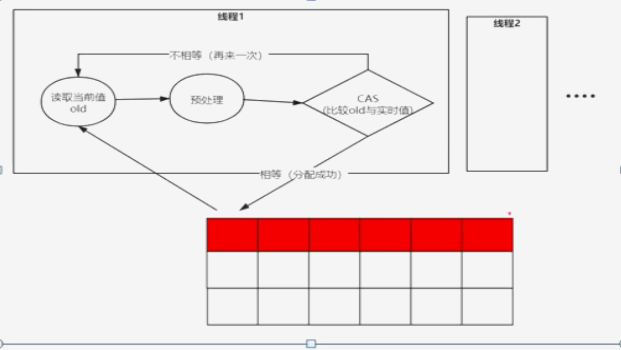 线程1
线程2
不相等（再来一次）
读取当前值
old
预处理
CAS
(比较old与实时值)
相等（分配成功）